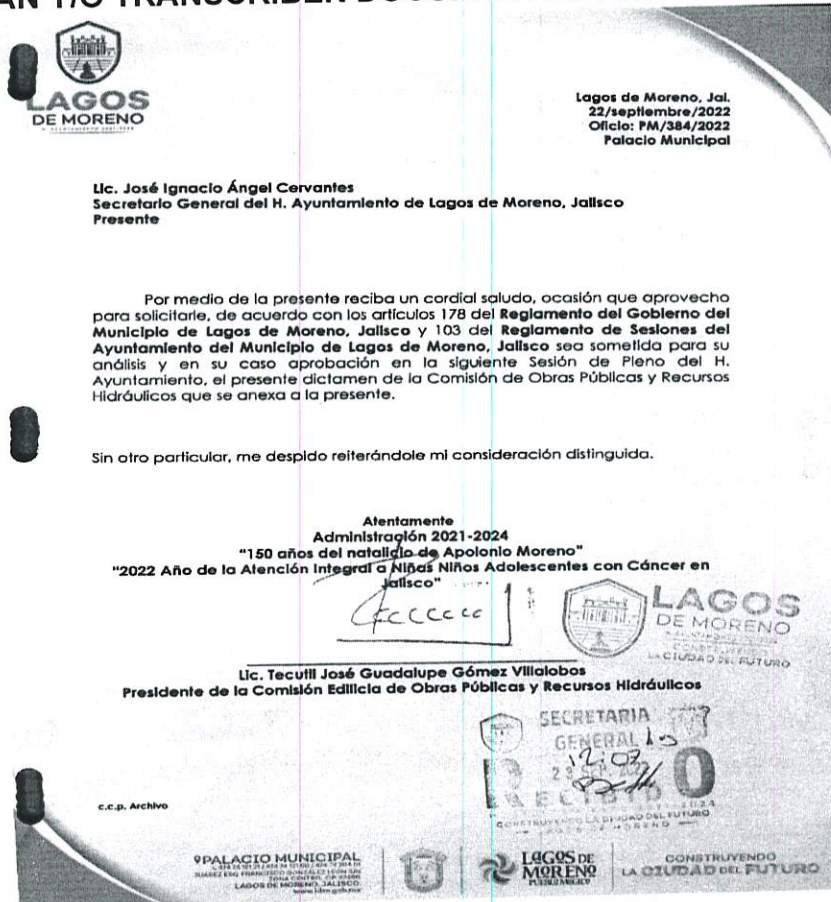 LAGOS
DE MORENO
Lagos de Moreno, Jal.
22/septiembre/2022
Oficio: PM/384/2022
Palacio Municipal
Lic. José Ignacio Ángel Cervantes
Secretario General del H. Ayuntamiento de Lagos de Moreno, Jalisco
Presente
Por medio de la presente reciba un cordial saludo, ocasión que aprovecho
para solicitarle, de acuerdo con los artículos 178 del Reglamento del Gobierno del
Municipio de Lagos de Moreno, Jalisco y 103 del Reglamento de Sesiones del
Ayuntamiento del Municipio de Lagos de Moreno, Jalisco sea sometida para su
análisis y en su caso aprobación en la siguiente Sesión de Pleno del H.
Ayuntamiento, el presente dictamen de la Comisión de Obras Públicas y Recursos
Hidráulicos que se anexa a la presente.
Sin otro particular, me despido reiterándole mi consideración distinguida.
Atentamente
Administración 2021-2024
"150 años del natalicio de Apolonio Moreno"
"2022 Año de la Atención Integral a Niñas Niños Adolescentes con Cáncer en
Jalisco"
LAGOS
DE MORENO
LA CIUDAD DEL FUTURO
Lic. Tecutli José Guadalupe Gómez Villalobos
Presidente de la Comisión Edilicia de Obras Públicas y Recursos Hidráulicos
SECRETARIA
GENERAL
12:07
RECIBIDO
CONSTRUYENDO LA CIUDAD DEL FUTURO
c.c.p. Archivo
PALACIO MUNICIPAL
LAGOS DE MORENO, JALISCO.
LAGOS DE
MORENO
PUEBLO MÁGICO
CONSTRUYENDO
LA CIUDAD DEL FUTURO